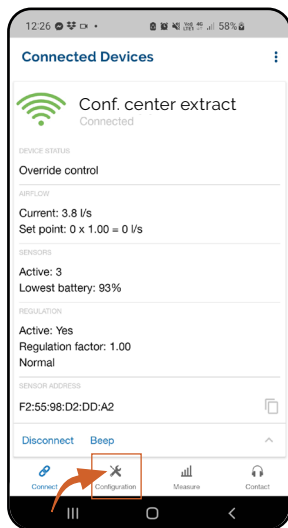 12:26
58%
Connected Devices
Conf. center extract
Connected
DEVICE STATUS
Override control
AIRFLOW
Current: 3.8 l/s
Set point: 0 x 1.00 = 0 l/s
SENSORS
Active: 3
Lowest battery: 93%
REGULATION
Active: Yes
Regulation factor: 1.00
Normal
SENSOR ADDRESS
F2:55:98:D2:DD:A2
Disconnect Beep
Connect Configuration Measure Contact